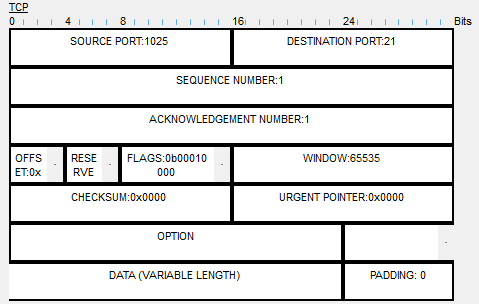 TCP
0 4 8 16 24 Bits
SOURCE PORT:1025 DESTINATION PORT:21
SEQUENCE NUMBER:1
ACKNOWLEDGEMENT NUMBER:1
OFFS RESE FLAGS:0b00010 WINDOW:65535
ET:0x RVE 000
CHECKSUM:0x0000 URGENT POINTER:0x0000
OPTION
DATA (VARIABLE LENGTH) PADDING: 0